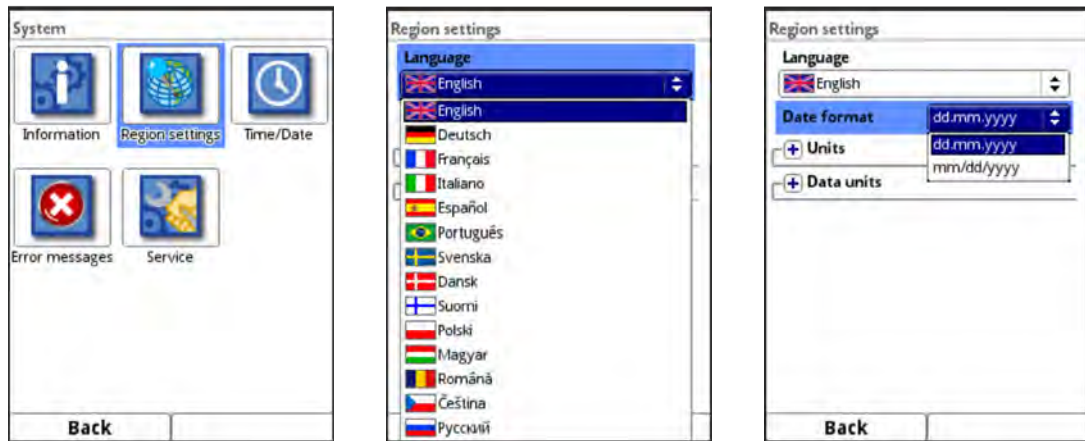 System
Information
Region settings
Time/Date
Error messages
Service
Back
Region settings
Language
English
English
Deutsch
Français
Italiano
Español
Português
Svenska
Dansk
Suomi
Polski
Magyar
Română
Čeština
Русский
Region settings
Language
English
Date format dd.mm.yyyy
dd.mm.yyyy
Units
mm/dd/yyyy
Data units
Back